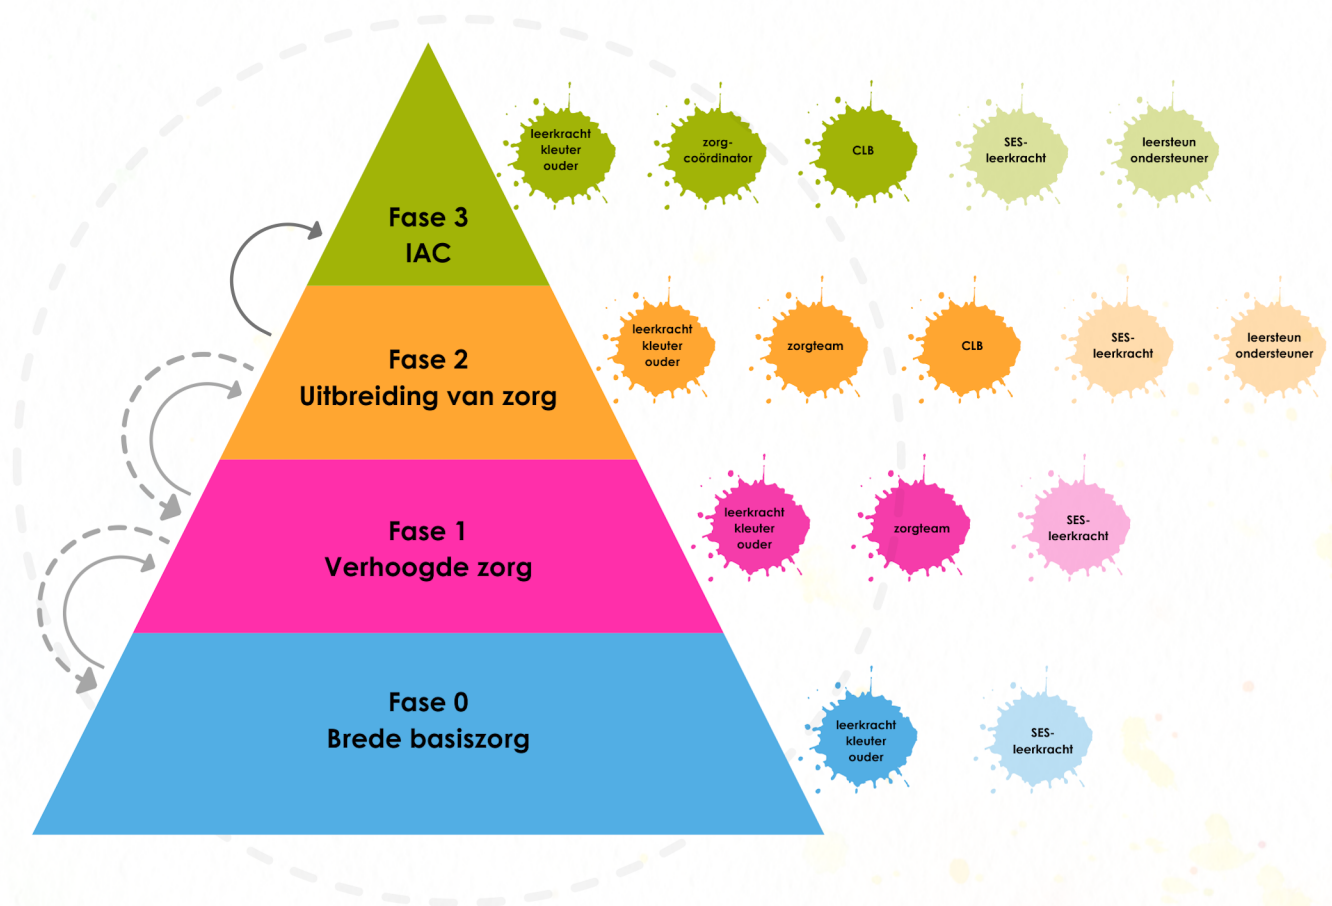 leerkracht
kleuter
ouder
zorg-
coördinator
CLB
SES-
leerkracht
leersteun
ondersteuner
Fase 3
IAC
leerkracht
kleuter
ouder
zorgteam
CLB
SES-
leerkracht
leersteun
ondersteuner
Fase 2
Uitbreiding van zorg
leerkracht
kleuter
ouder
zorgteam
SES-
leerkracht
Fase 1
Verhoogde zorg
Fase 0
Brede basiszorg
leerkracht
kleuter
ouder
SES-
leerkracht